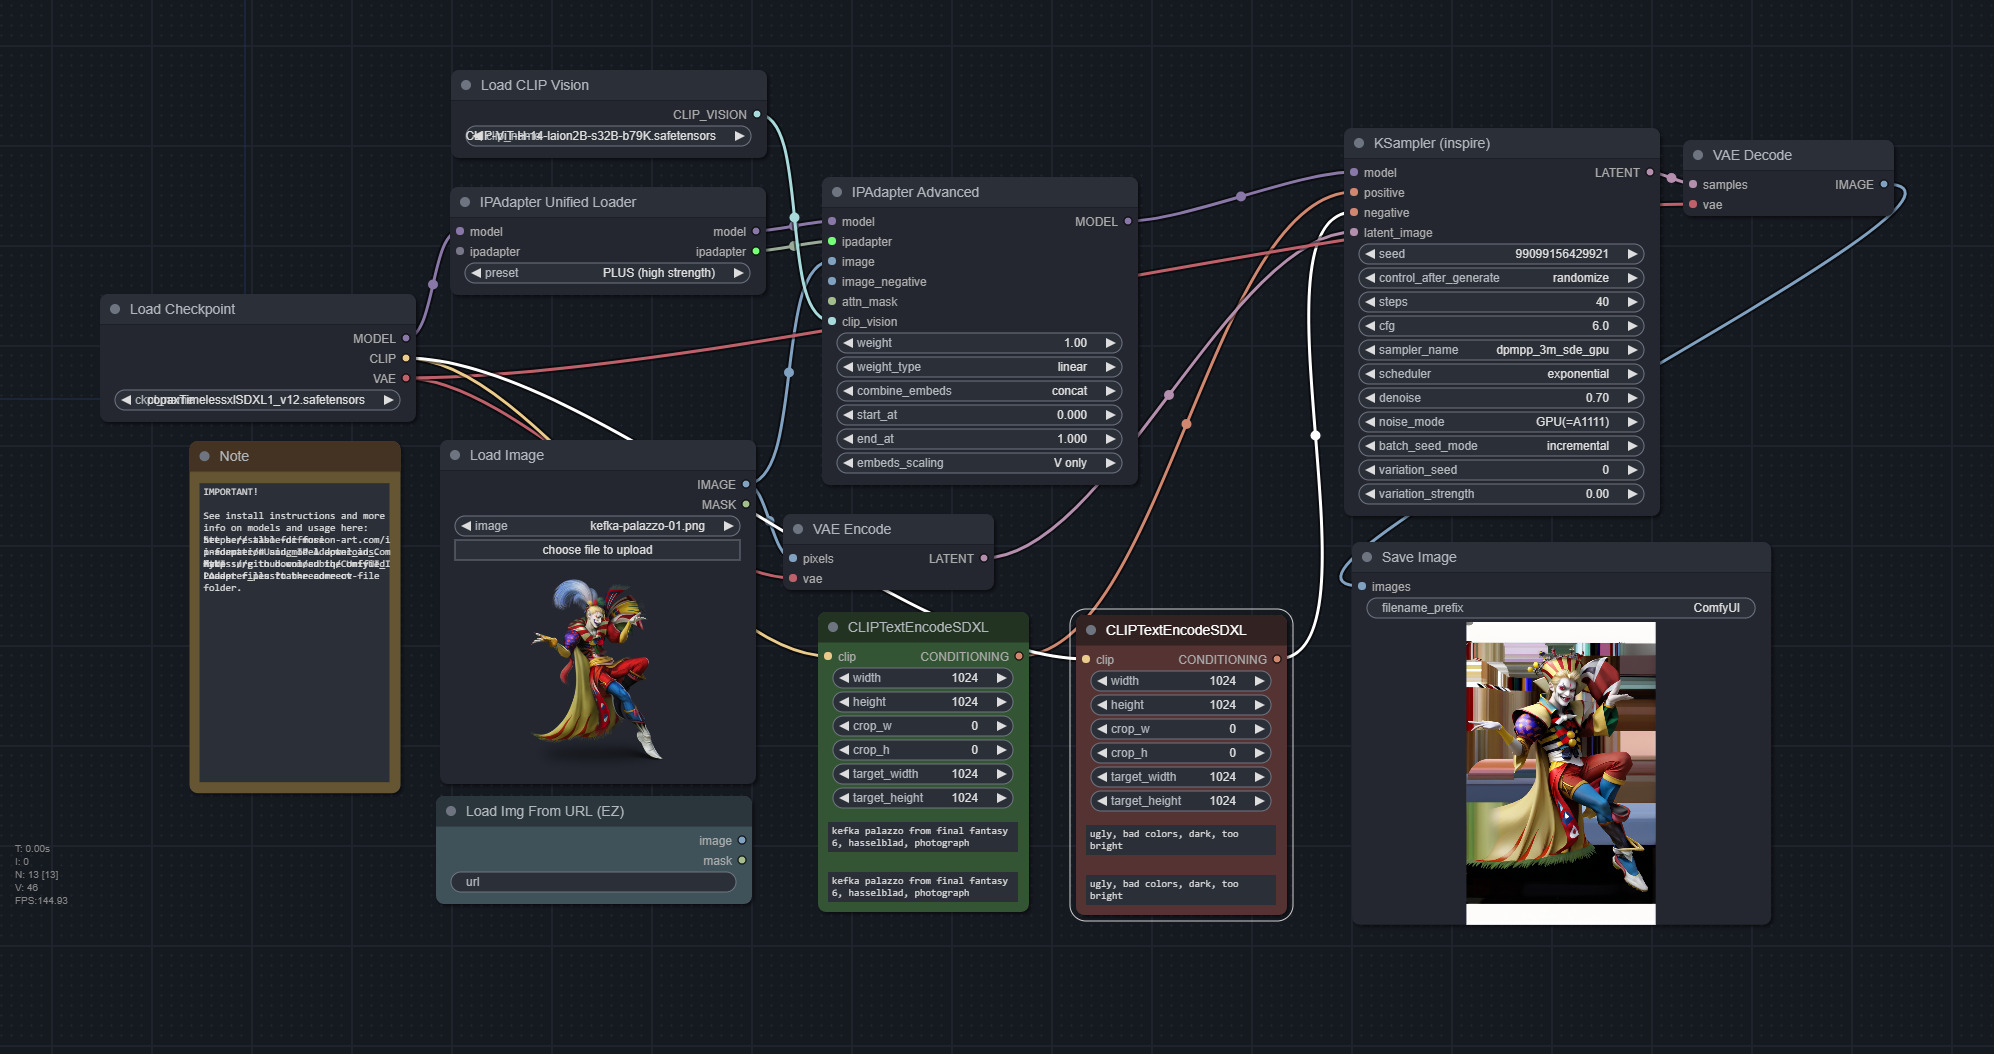 Load CLIP Vision
CLIP_VISION
CLIP-ViT-H-14-laion2B-s32B-b79K.safetensors
IPAdapter Unified Loader
model model
ipadapter ipadapter
preset PLUS (high strength)
Load Checkpoint
MODEL
CLIP
VAE
SDXL1_v12.safetensors
Note
IMPORTANT!
See install instructions and more
info on models and usage here:
folder.
Load Image
IMAGE
MASK
image kefka-palazzo-01.png
choose file to upload
Load Img From URL (EZ)
image
mask
url
IPAdapter Advanced
model MODEL
ipadapter
image
image_negative
attn_mask
clip_vision
weight 1.00
weight_type linear
combine_embeds concat
start_at 0.000
end_at 1.000
embeds_scaling V only
VAE Encode
pixels LATENT
vae
CLIPTextEncodeSDXL
clip CONDITIONING
width 1024
height 1024
crop_w 0
crop_h 0
target_width 1024
target_height 1024
kefka palazzo from final fantasy
6, hasselblad, photograph
kefka palazzo from final fantasy
6, hasselblad, photograph
CLIPTextEncodeSDXL
clip CONDITIONING
width 1024
height 1024
crop_w 0
crop_h 0
target_width 1024
target_height 1024
ugly, bad colors, dark, too
bright
ugly, bad colors, dark, too
bright
KSampler (inspire)
model LATENT
positive
negative
latent_image
seed 99099156429921
control_after_generate randomize
steps 40
cfg 6.0
sampler_name dpmpp_3m_sde_gpu
scheduler exponential
denoise 0.70
noise_mode GPU(=A1111)
batch_seed_mode incremental
variation_seed 0
variation_strength 0.00
VAE Decode
samples IMAGE
vae
Save Image
images
filename_prefix ComfyUI
T: 0.00s
I: 0
N: 13 [13]
V: 46
FPS:144.93